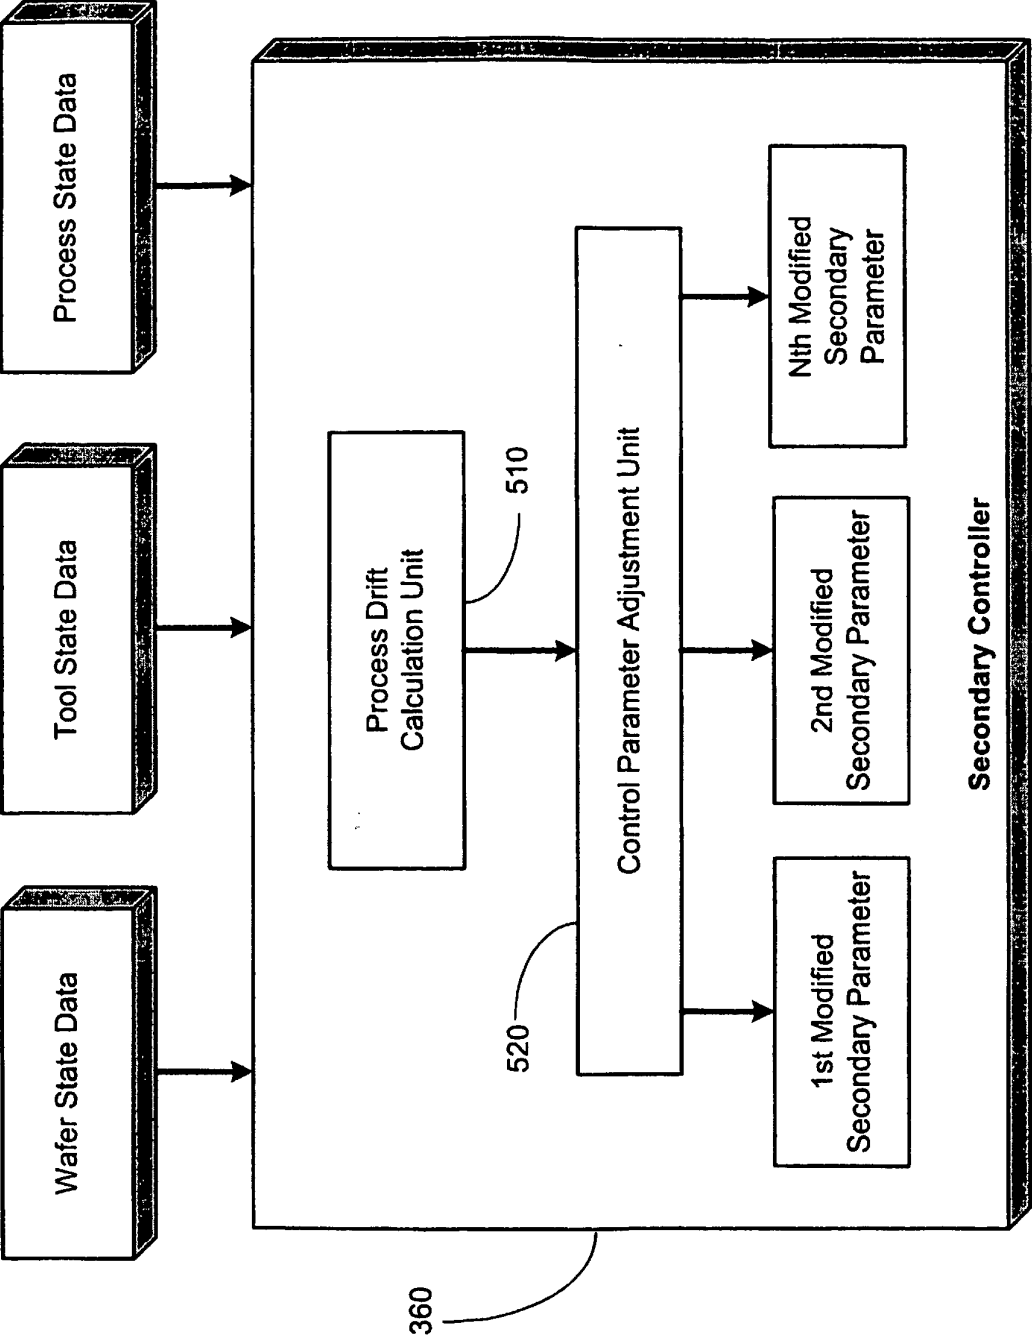 Wafer State Data
Tool State Data
Process State Data
360
Process Drift
Calculation Unit
510
520
Control Parameter Adjustment Unit
1st Modified
Secondary Parameter
2nd Modified
Secondary Parameter
Nth Modified
Secondary
Parameter
Secondary Controller